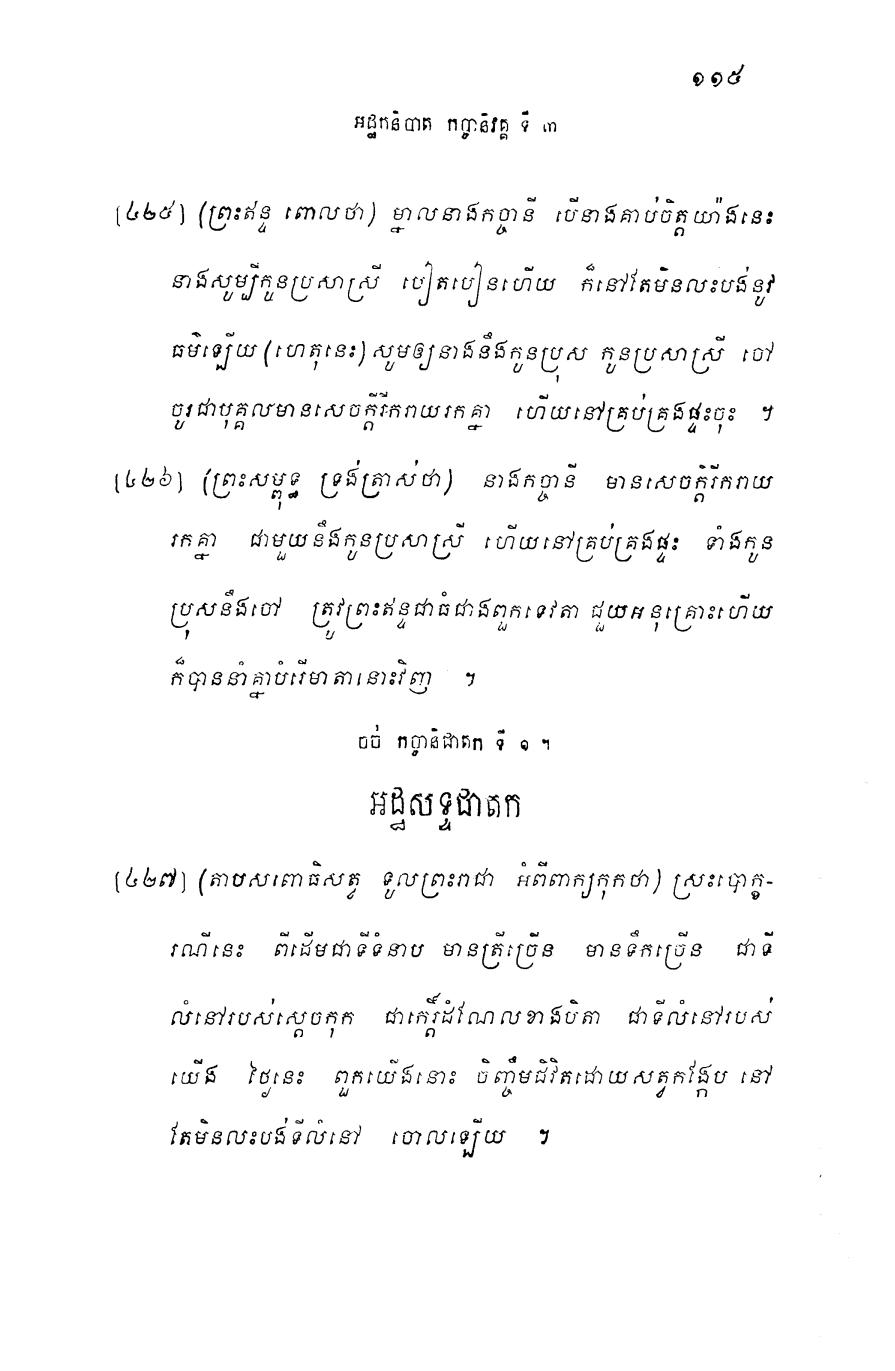 ១១៥
អដ្ឋកនិបាត កច្ចានិវគ្គ ទី ៣
[៤២៥] (ព្រះឥន្ទ ពោលថា) ម្នាលនាងកច្ចានី បើនាងគាប់ចិត្តយ៉ាងនេះ
នាងសូម្បីកូនប្រសាស្រី បៀតបៀនហើយ ក៏នៅតែមិនលះបង់នូវ
ធម៌ឡើយ (ហេតុនេះ) សូមឲ្យនាងនឹងកូនប្រុស កូនប្រសាស្រី ចៅ
ចូរជាបុគ្គលមានសេចក្តីរីករាយរកគ្នា ហើយនៅគ្រប់គ្រងផ្ទះចុះ ។
[៤២៦] (ព្រះសម្ពុទ្ធ ទ្រង់ត្រាស់ថា) នាងកច្ចានី មានសេចក្តីរីករាយ
រកគ្នា ជាមួយនឹងកូនប្រសាស្រី ហើយនៅគ្រប់គ្រងផ្ទះ ទាំងកូន
ប្រុសនឹងចៅ ត្រូវព្រះឥន្ទជាធំជាងពួកទេវតា ជួយអនុគ្រោះហើយ
ក៏បាននាំគ្នាបំរើមាតានោះវិញ ។
ចប់ កច្ចានិជាតក ទី ១ ។
អដ្ឋសទ្ទជាតក
[៤២៧] (តាបសពោធិសត្វ ទូលព្រះរាជា អំពីពាក្យកុកថា) ស្រះបោក្ខ-
រណីនេះ ពីដើមជាទីទំនាប មានត្រីច្រើន មានទឹកច្រើន ជាទី
លំនៅរបស់ស្តេចកុក ជាកេរ្តិ៍ដំណែលខាងបិតា ជាទីលំនៅរបស់
យើង ថ្ងៃនេះ ពួកយើងនោះ ចិញ្ចឹមជីវិតដោយសត្វកង្កែប នៅ
តែមិនលះបង់ទីលំនៅ ចោលឡើយ ។